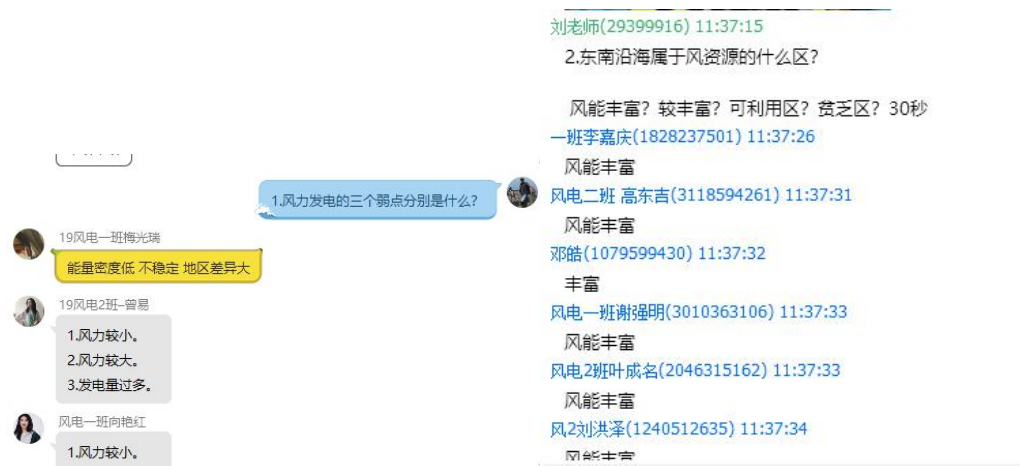 1.风力发电的三个弱点分别是什么?
19风电一班梅光瑞
能量密度低 不稳定 地区差异大
19风电2班–曾易
1.风力较小。
2.风力较大。
3.发电量过多。
风电一班向艳红
1.风力较小。
刘老师(29399916) 11:37:15
2.东南沿海属于风资源的什么区?
风能丰富? 较丰富? 可利用区? 贫乏区? 30秒
一班李嘉庆(1828237501) 11:37:26
风能丰富
风电二班 高东吉(3118594261) 11:37:31
风能丰富
邓皓(1079599430) 11:37:32
丰富
风电一班谢强明(3010363106) 11:37:33
风能丰富
风电2班叶成名(2046315162) 11:37:33
风能丰富
风2刘洪泽(1240512635) 11:37:34
风能丰富